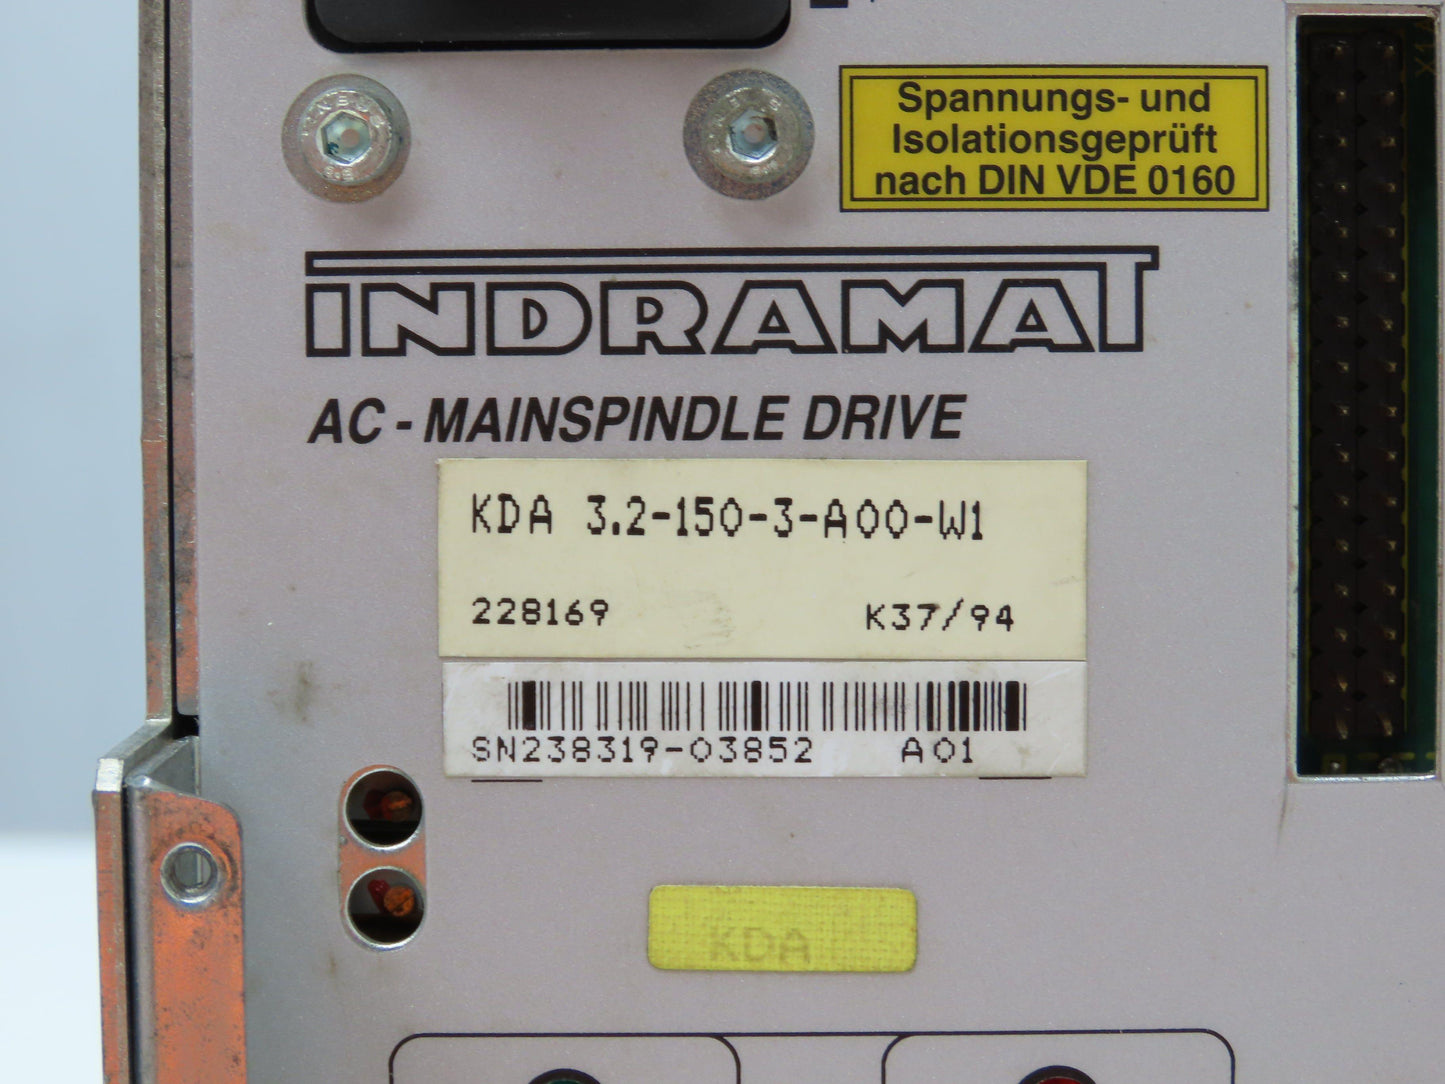 Spannungs- und
Isolationsgeprüft
nach DIN VDE 0160
INDRAMAT
AC - MAINSPINDLE DRIVE
KDA 3.2-150-3-A00-W1
228169 K37/94
SN238319-03852 A01
KDA